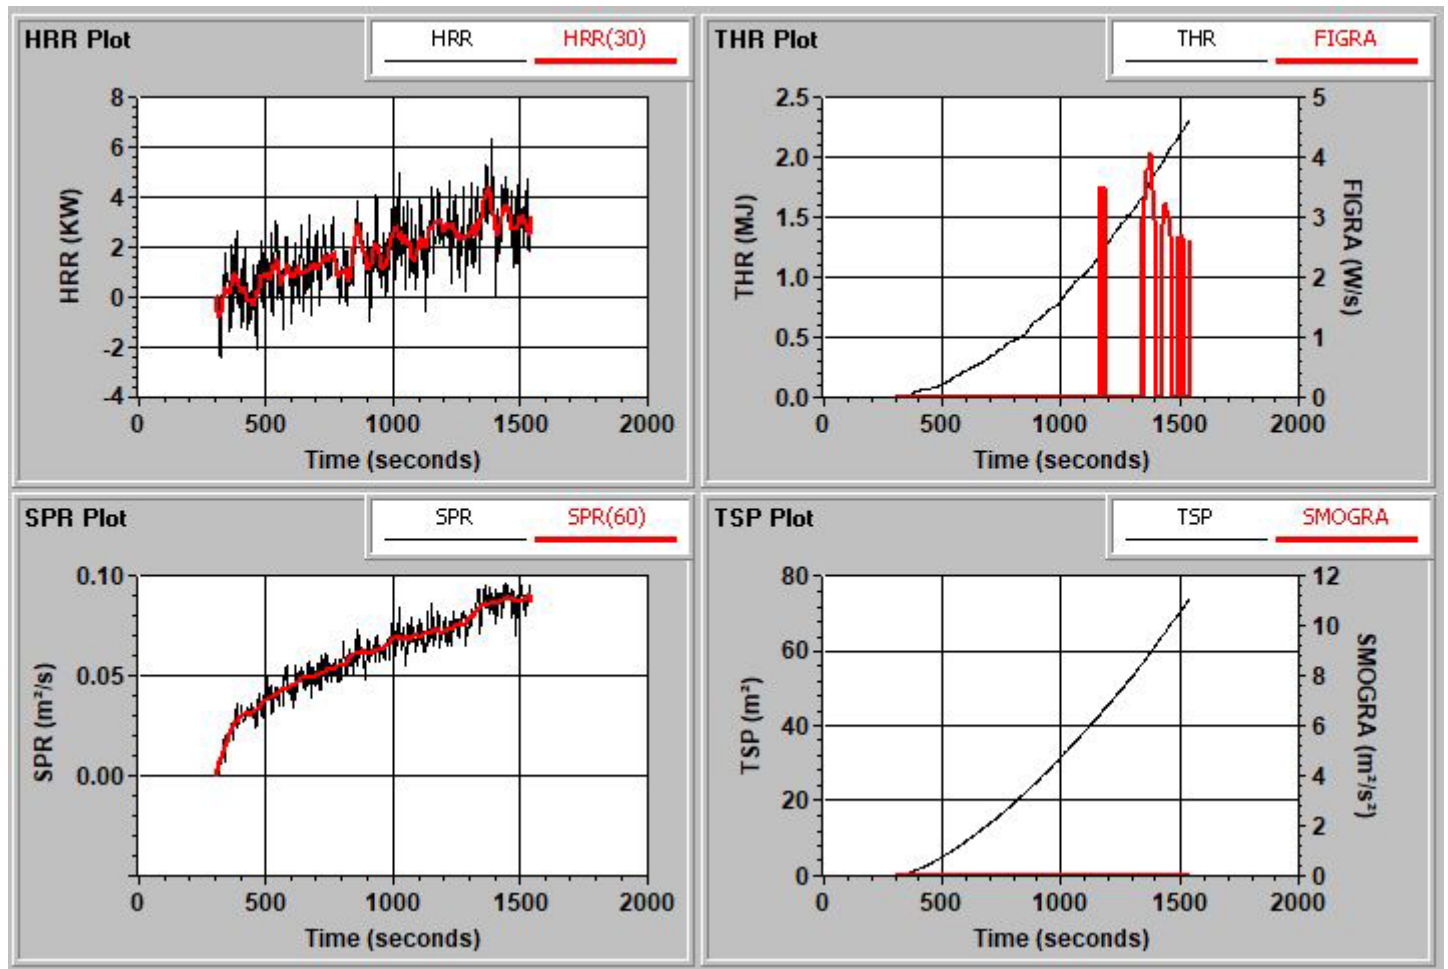 HRR Plot
HRR HRR(30)
8
6
4
2
0
-2
-4
HRR (KW)
0 500 1000 1500 2000
Time (seconds)
THR Plot
THR FIGRA
2.5
2.0
1.5
1.0
0.5
0.0
THR (MJ)
5
4
3
2
1
0
FIGRA (W/s)
0 500 1000 1500 2000
Time (seconds)
SPR Plot
SPR SPR(60)
0.10
0.05
0.00
SPR (m²/s)
0 500 1000 1500 2000
Time (seconds)
TSP Plot
TSP SMOGRA
80
60
40
20
0
TSP (m²)
12
10
8
6
4
2
0
SMOGRA (m²/s²)
0 500 1000 1500 2000
Time (seconds)